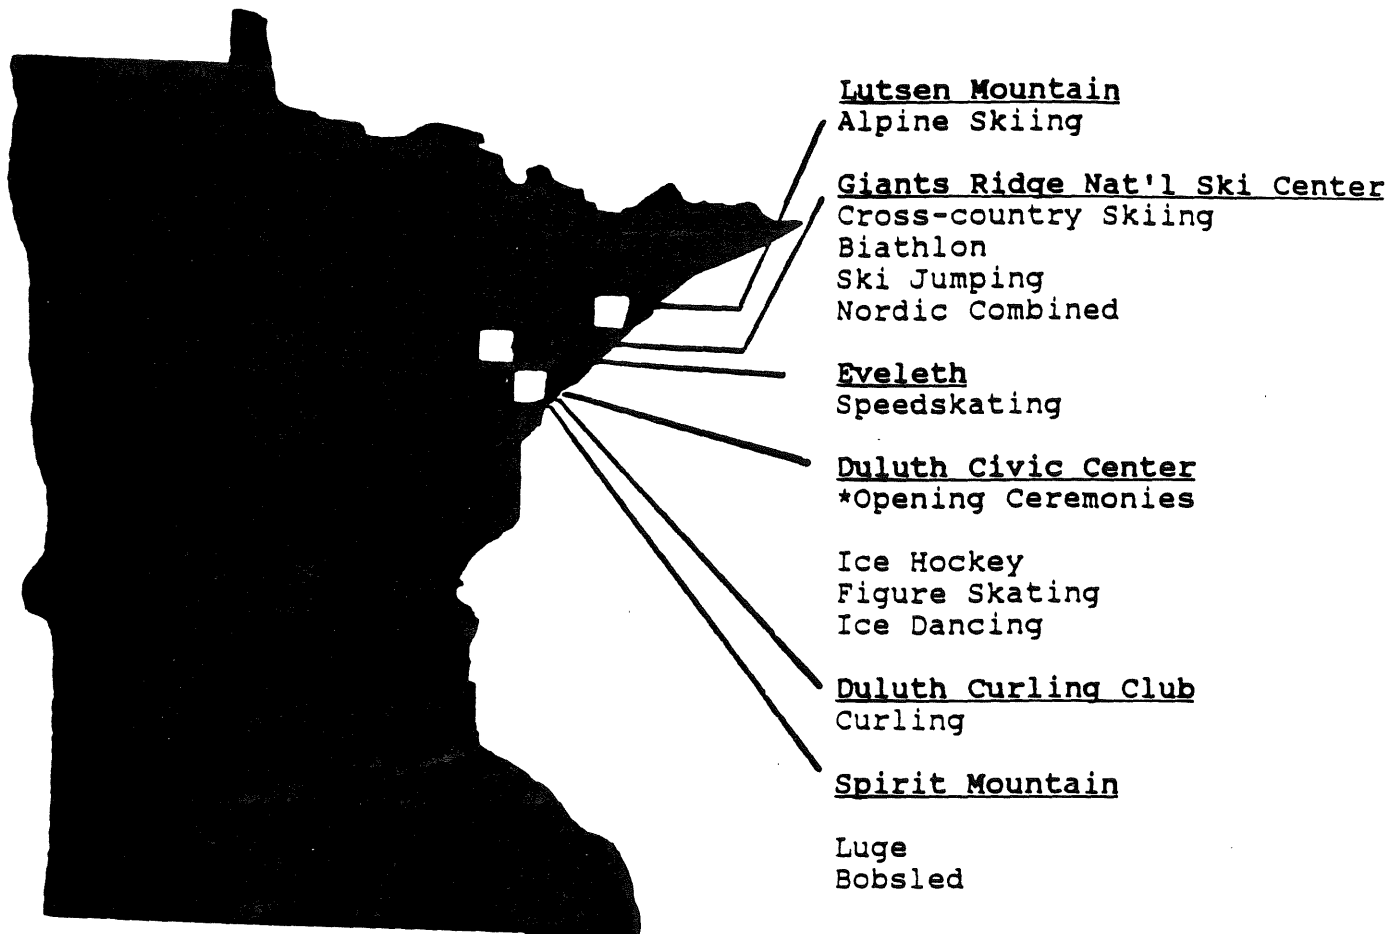 Lutsen Mountain
Alpine Skiing
Giants Ridge Nat'l Ski Center
Cross-country Skiing
Biathlon
Ski Jumping
Nordic Combined
Eveleth
Speedskating
Duluth Civic Center
*Opening Ceremonies
Ice Hockey
Figure Skating
Ice Dancing
Duluth Curling Club
Curling
Spirit Mountain
Luge
Bobsled